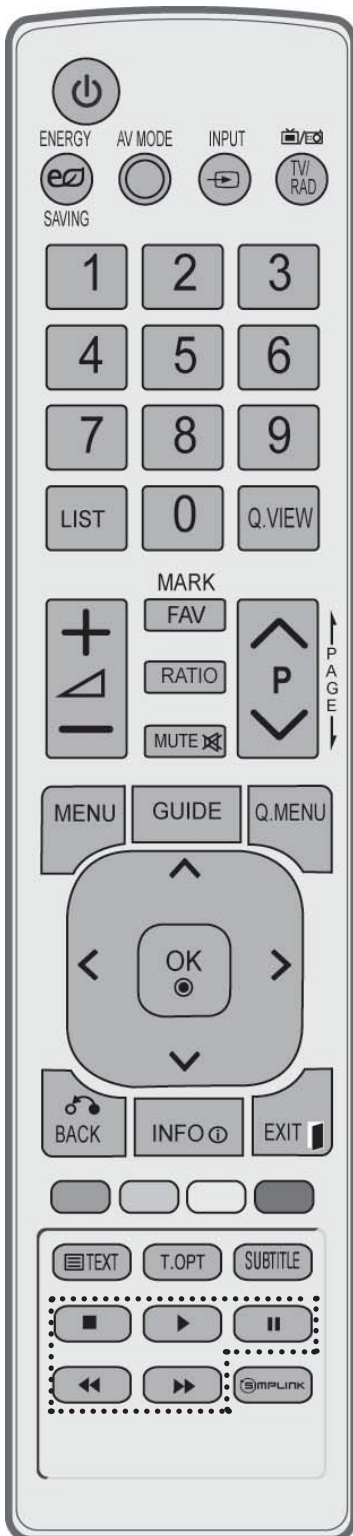 ENERGY AV MODE INPUT
TV/
RAD
SAVING
1 2 3
4 5 6
7 8 9
LIST 0 Q.VIEW
MARK
FAV
RATIO
P
PAGE
MUTE
MENU GUIDE Q.MENU
OK
BACK INFO EXIT
TEXT T.OPT SUBTITLE
SIMPLINK